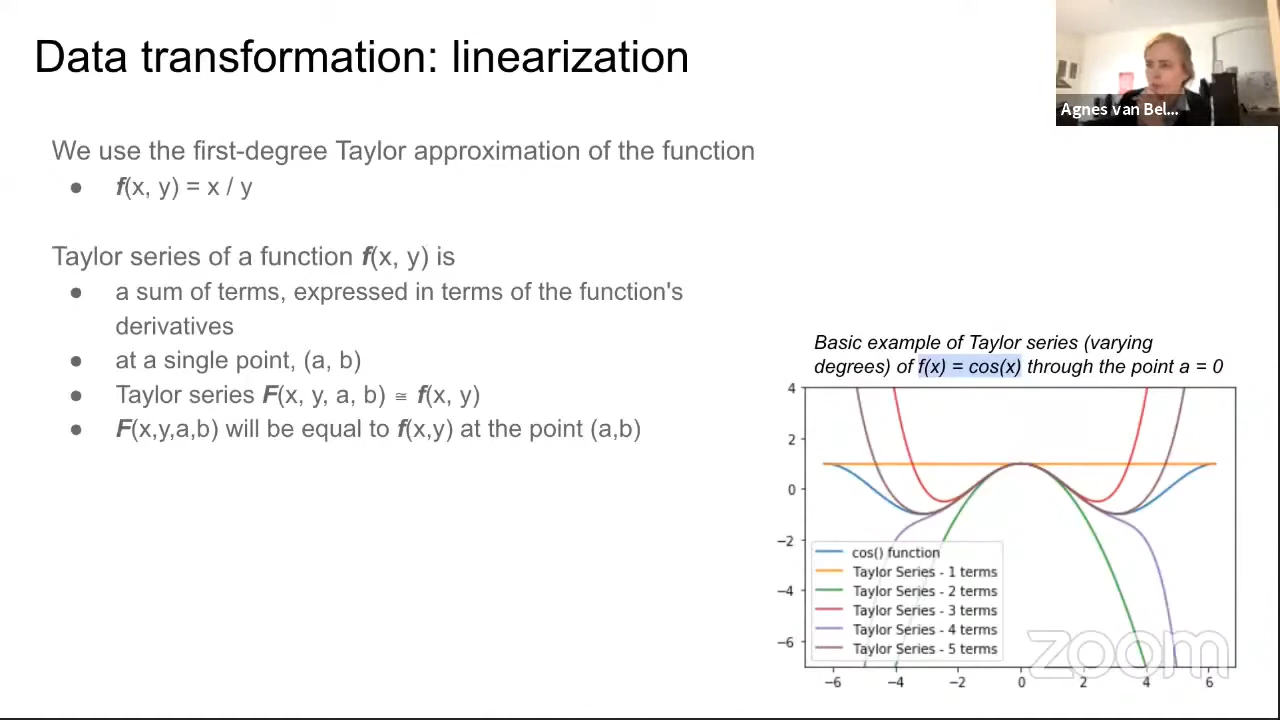 Data transformation: linearization
Agnes van Bel...
We use the first-degree Taylor approximation of the function
● f(x, y) = x / y
Taylor series of a function f(x, y) is
● a sum of terms, expressed in terms of the function's
derivatives
● at a single point, (a, b)
● Taylor series F(x, y, a, b) ≅ f(x, y)
● F(x,y,a,b) will be equal to f(x,y) at the point (a,b)
Basic example of Taylor series (varying
degrees) of f(x) = cos(x) through the point a = 0
4
2
0
−2
−4
−6
cos() function
Taylor Series - 1 terms
Taylor Series - 2 terms
Taylor Series - 3 terms
Taylor Series - 4 terms
Taylor Series - 5 terms
zoom
−6 −4 −2 0 2 4 6